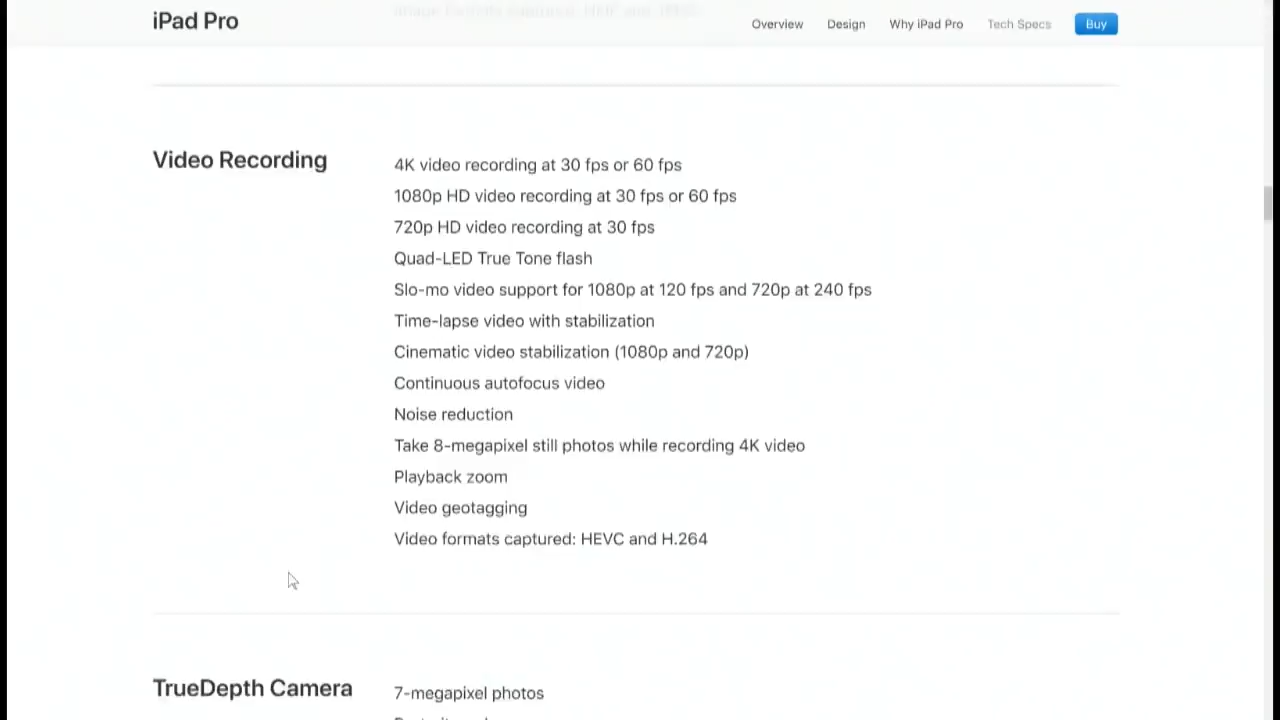 iPad Pro
Overview Design Why iPad Pro Tech Specs Buy
Video Recording
4K video recording at 30 fps or 60 fps
1080p HD video recording at 30 fps or 60 fps
720p HD video recording at 30 fps
Quad-LED True Tone flash
Slo-mo video support for 1080p at 120 fps and 720p at 240 fps
Time-lapse video with stabilization
Cinematic video stabilization (1080p and 720p)
Continuous autofocus video
Noise reduction
Take 8-megapixel still photos while recording 4K video
Playback zoom
Video geotagging
Video formats captured: HEVC and H.264
TrueDepth Camera
7-megapixel photos